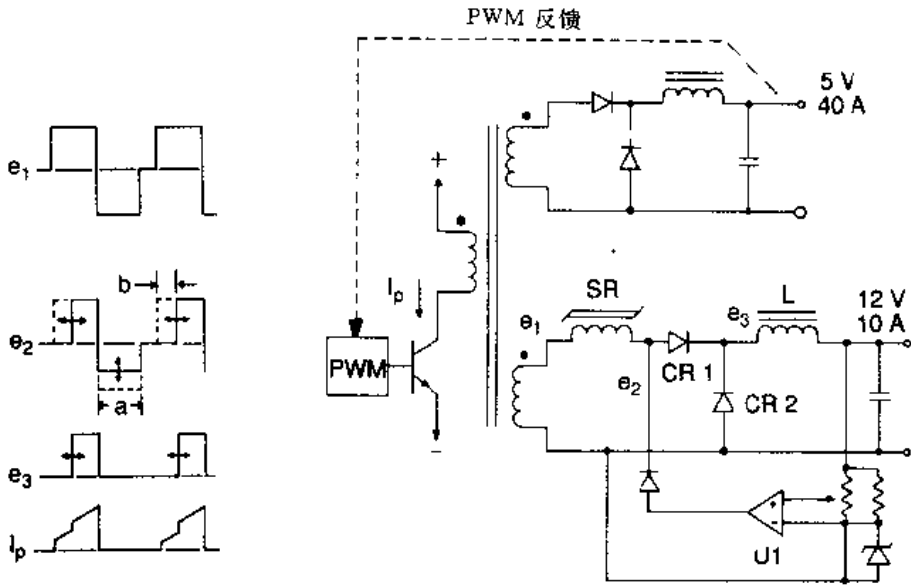 PWM 反馈
5 V
40 A
e1
+
b
Ip
SR
L
12 V
10 A
e1
e3
e2
PWM
CR 1
e2
CR 2
a
−
e3
+
−
U1
Ip